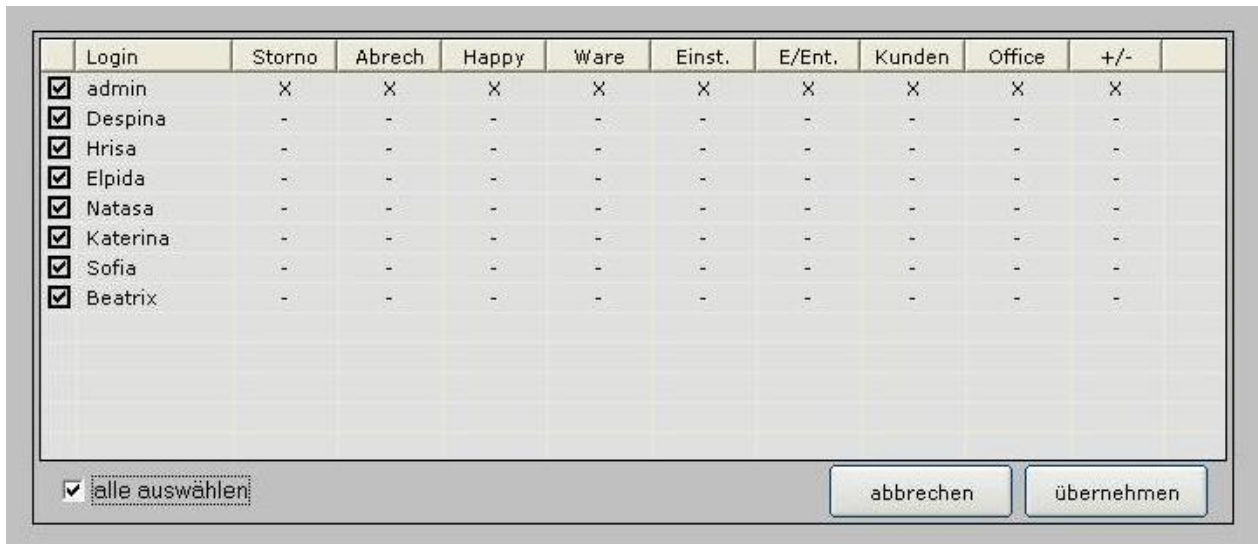 Login Storno Abrech Happy Ware Einst. E/Ent. Kunden Office +/-
admin X X X X X X X X X
Despina - - - - - - - - -
Hrisa - - - - - - - - -
Elpida - - - - - - - - -
Natasa - - - - - - - - -
Katerina - - - - - - - - -
Sofia - - - - - - - - -
Beatrix - - - - - - - - -
alle auswählen abbrechen übernehmen